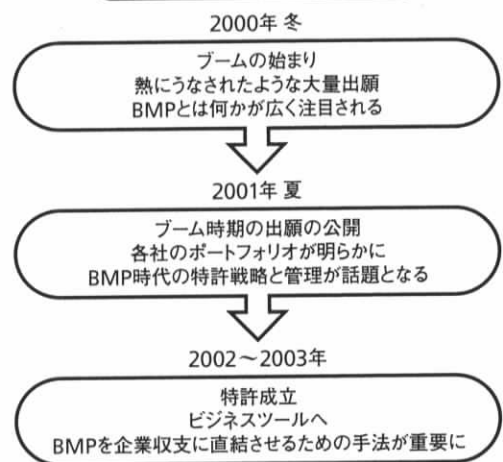 2000年 冬
ブームの始まり
熱にうなされたような大量出願
BMPとは何かが広く注目される
2001年 夏
ブーム時期の出願の公開
各社のポートフォリオが明らかに
BMP時代の特許戦略と管理が話題となる
2002～2003年
特許成立
ビジネスツールへ
BMPを企業収支に直結させるための手法が重要に